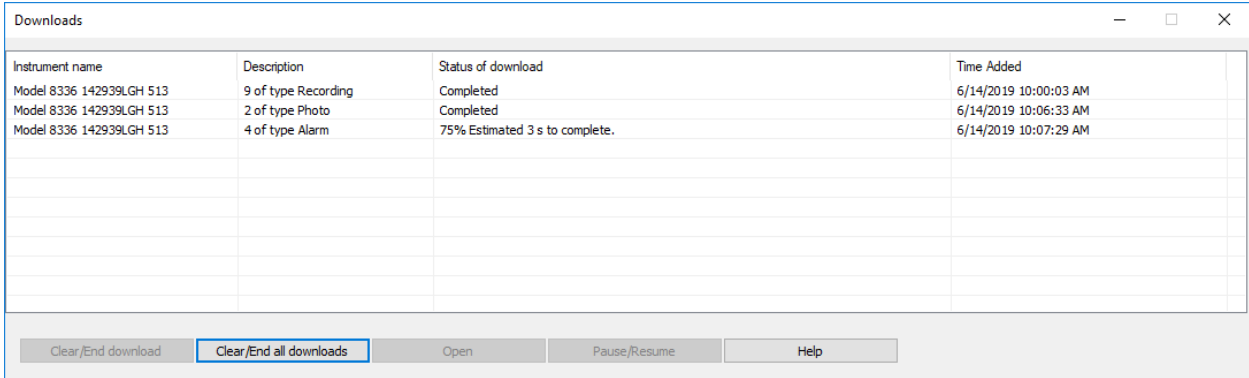 Downloads
Instrument name Description Status of download Time Added
Model 8336 142939LGH 513 9 of type Recording Completed 6/14/2019 10:00:03 AM
Model 8336 142939LGH 513 2 of type Photo Completed 6/14/2019 10:06:33 AM
Model 8336 142939LGH 513 4 of type Alarm 75% Estimated 3 s to complete. 6/14/2019 10:07:29 AM
Clear/End download Clear/End all downloads Open Pause/Resume Help